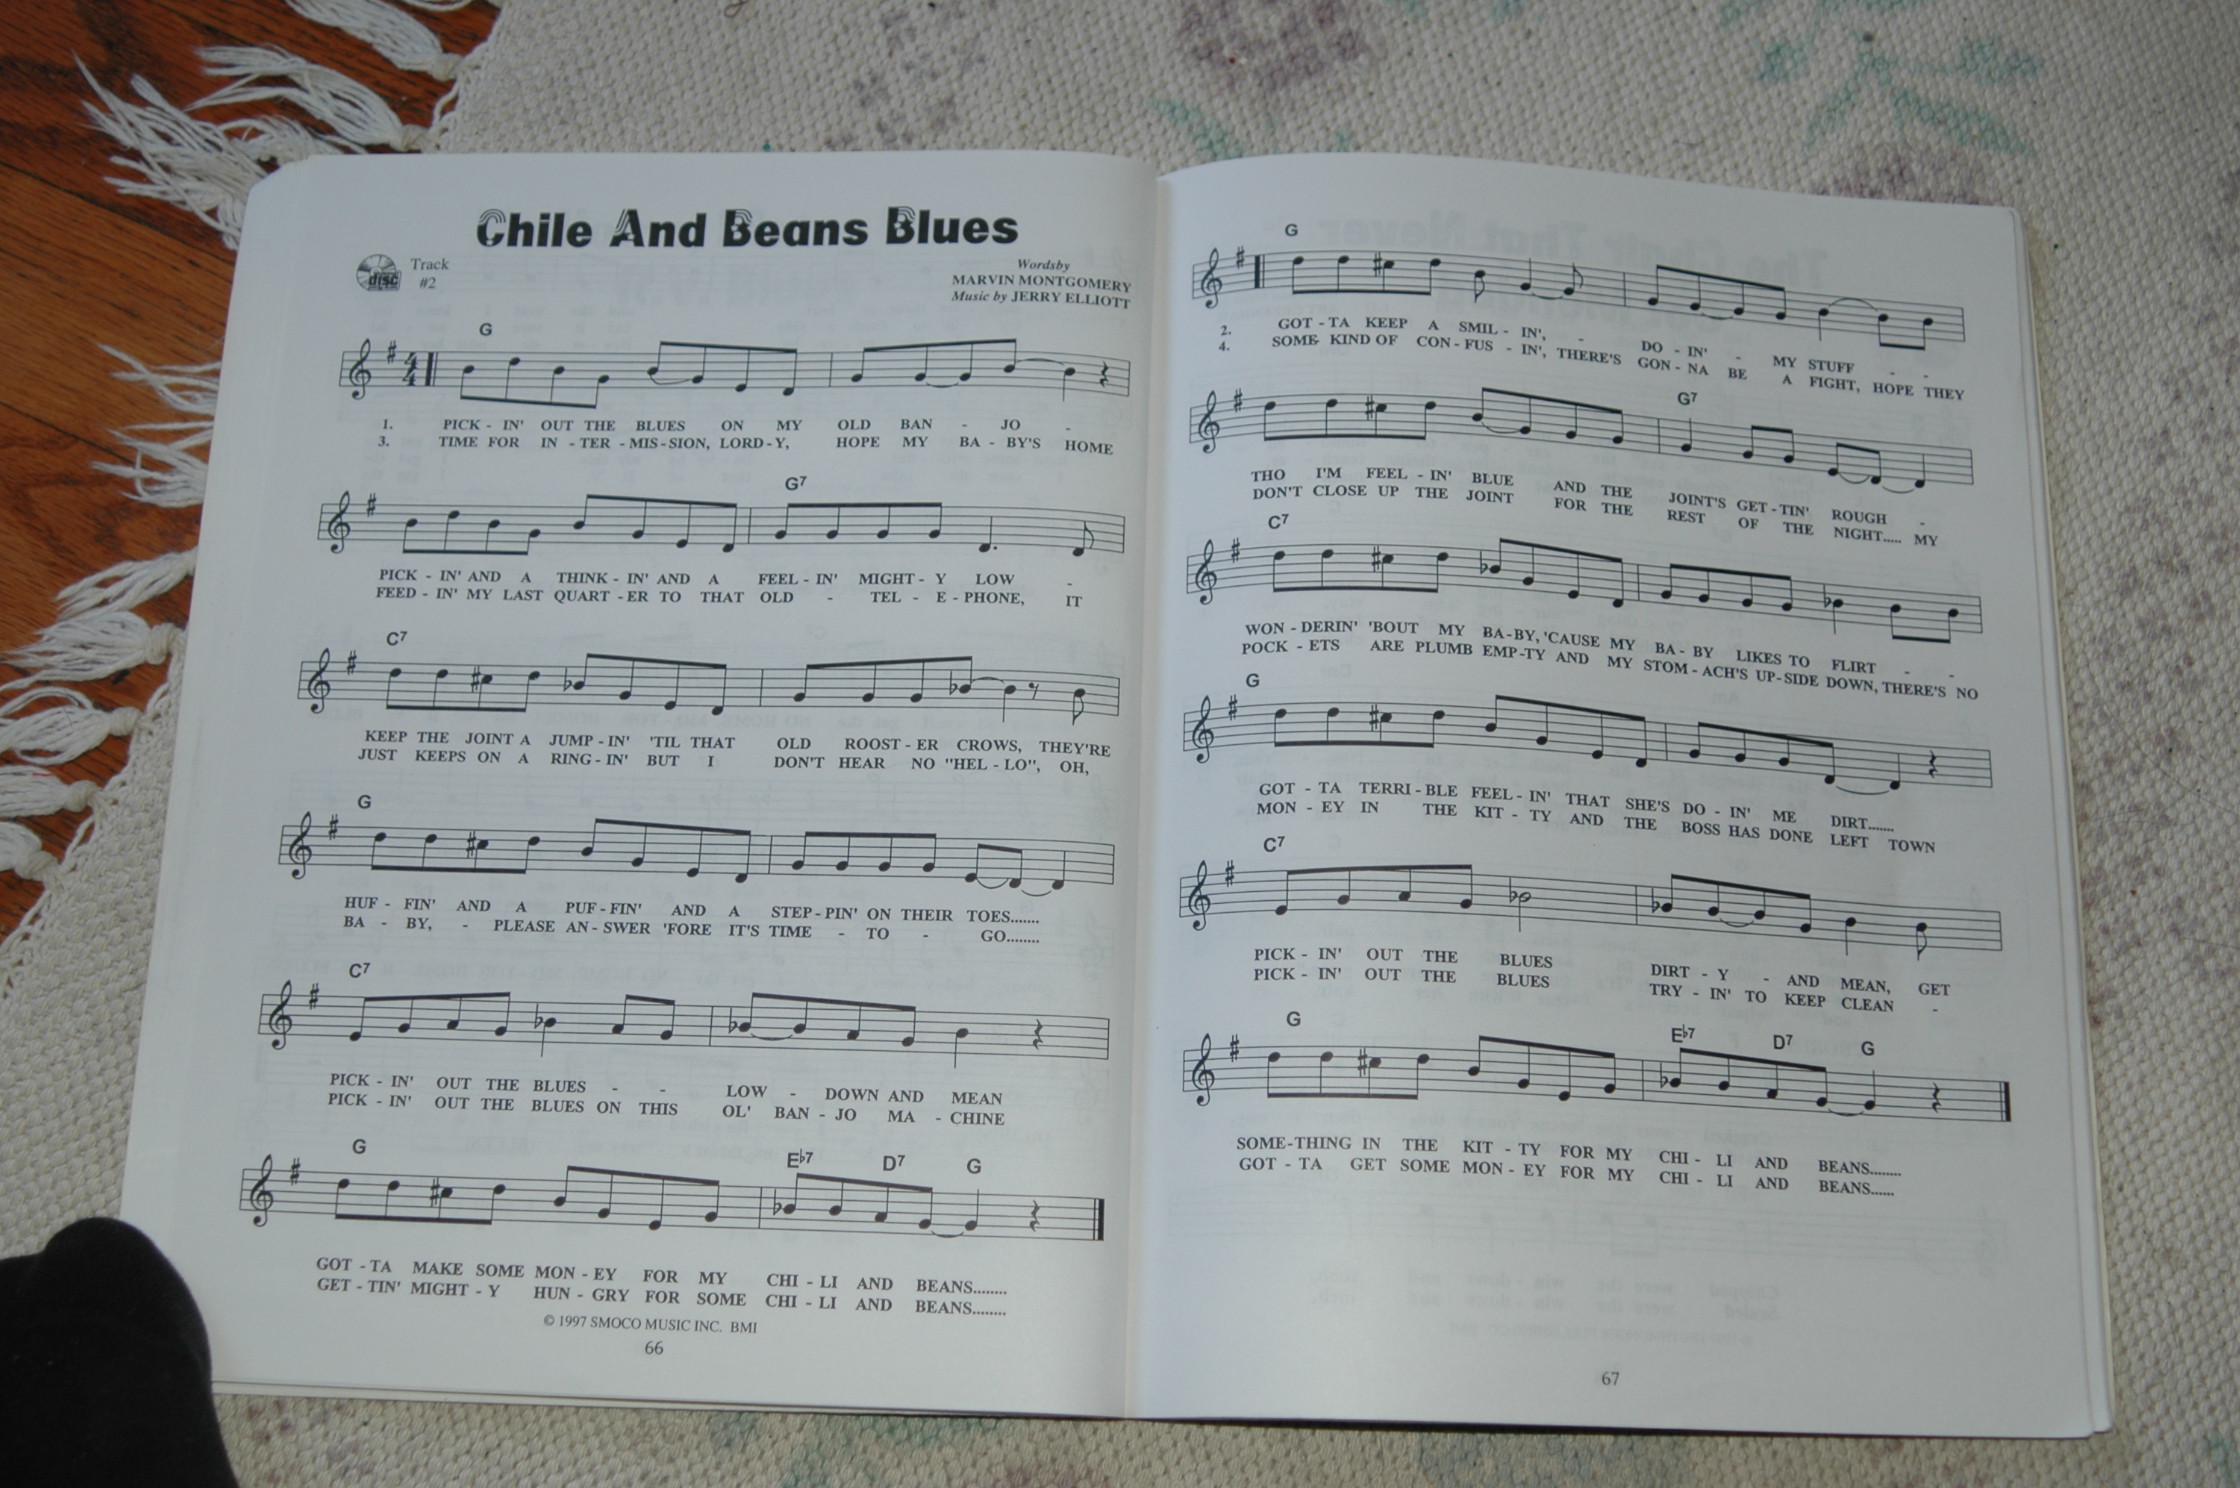 Chile And Beans Blues
disc
Track
#2
Wordsby
MARVIN MONTGOMERY
Music by JERRY ELLIOTT
G
4
4
1. PICK - IN' OUT THE BLUES ON MY OLD BAN - JO -
3. TIME FOR IN - TER - MIS - SION, LORD - Y, HOPE MY BA - BY'S HOME
G7
PICK - IN' AND A THINK - IN' AND A FEEL - IN' MIGHT - Y LOW -
FEED - IN' MY LAST QUART - ER TO THAT OLD - TEL - E - PHONE, IT
C7
KEEP THE JOINT A JUMP - IN' 'TIL THAT OLD ROOST - ER CROWS, THEY'RE
JUST KEEPS ON A RING - IN' BUT I DON'T HEAR NO "HEL - LO", OH,
G
HUF - FIN' AND A PUF - FIN' AND A STEP - PIN' ON THEIR TOES.......
BA - BY, - PLEASE AN - SWER 'FORE IT'S TIME - TO - GO........
C7
PICK - IN' OUT THE BLUES - - LOW - DOWN AND MEAN
PICK - IN' OUT THE BLUES ON THIS OL' BAN - JO MA - CHINE
G E♭7 D7 G
GOT - TA MAKE SOME MON - EY FOR MY CHI - LI AND BEANS........
GET - TIN' MIGHT - Y HUN - GRY FOR SOME CHI - LI AND BEANS........
© 1997 SMOCO MUSIC INC. BMI
66
G
2. GOT - TA KEEP A SMIL - IN', - DO - IN' - MY STUFF - -
4. SOME KIND OF CON - FUS - IN', THERE'S GON - NA BE A FIGHT, HOPE THEY
G7
THO I'M FEEL - IN' BLUE AND THE JOINT'S GET - TIN' ROUGH -
DON'T CLOSE UP THE JOINT FOR THE REST OF THE NIGHT..... MY
C7
WON - DERIN' 'BOUT MY BA - BY, 'CAUSE MY BA - BY LIKES TO FLIRT - -
POCK - ETS ARE PLUMB EMP - TY AND MY STOM - ACH'S UP - SIDE DOWN, THERE'S NO
G
GOT - TA TERRI - BLE FEEL - IN' THAT SHE'S DO - IN' ME DIRT.......
MON - EY IN THE KIT - TY AND THE BOSS HAS DONE LEFT TOWN
C7
PICK - IN' OUT THE BLUES DIRT - Y - AND MEAN, GET
PICK - IN' OUT THE BLUES TRY - IN' TO KEEP CLEAN -
G E♭7 D7 G
SOME - THING IN THE KIT - TY FOR MY CHI - LI AND BEANS........
GOT - TA GET SOME MON - EY FOR MY CHI - LI AND BEANS......
67